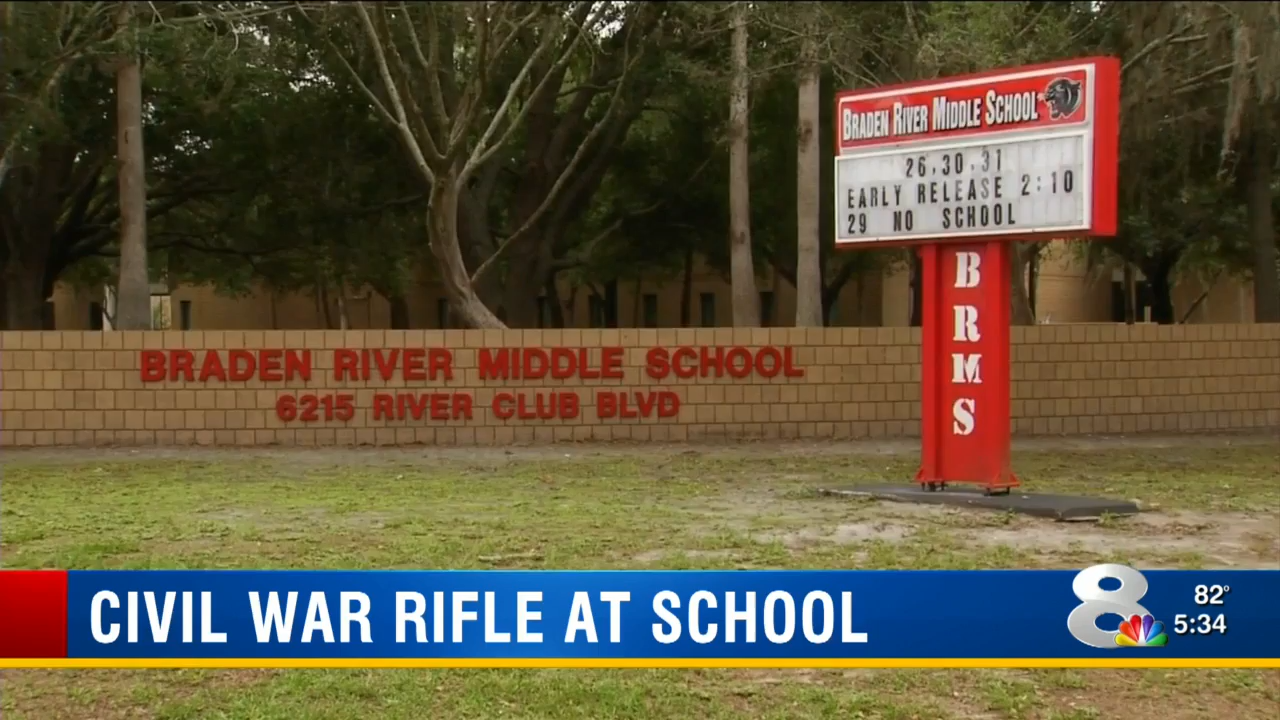 BRADEN RIVER MIDDLE SCHOOL
26,30,31
EARLY RELEASE 2:10
29 NO SCHOOL
BRMS
BRADEN RIVER MIDDLE SCHOOL
6215 RIVER CLUB BLVD
CIVIL WAR RIFLE AT SCHOOL
8
82°
5:34